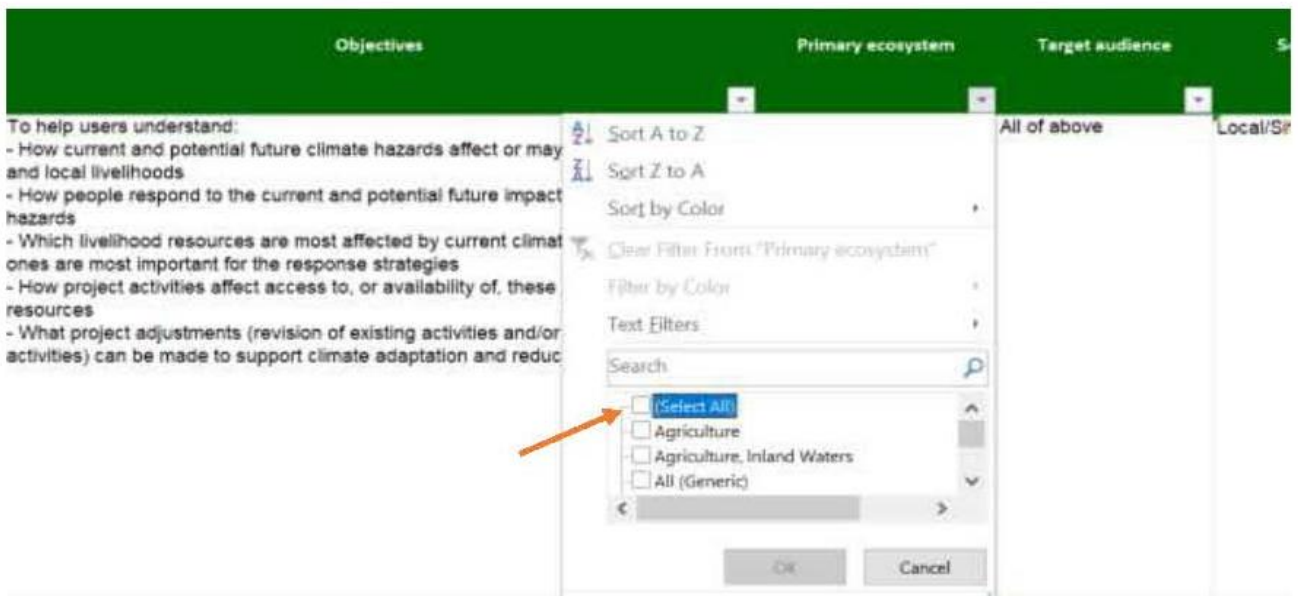 Objectives
Primary ecosystem
Target audience
To help users understand:
- How current and potential future climate hazards affect or may
and local livelihoods
- How people respond to the current and potential future impact
hazards
- Which livelihood resources are most affected by current climat
ones are most important for the response strategies
- How project activities affect access to, or availability of, these
resources
- What project adjustments (revision of existing activities and/or
activities) can be made to support climate adaptation and reduc
Sort A to Z
Sort Z to A
Sort by Color
Clear Filter From "Primary ecosystem"
Filter by Color
Text Filters
Search
(Select All)
Agriculture
Agriculture, Inland Waters
All (Generic)
OK
Cancel
All of above